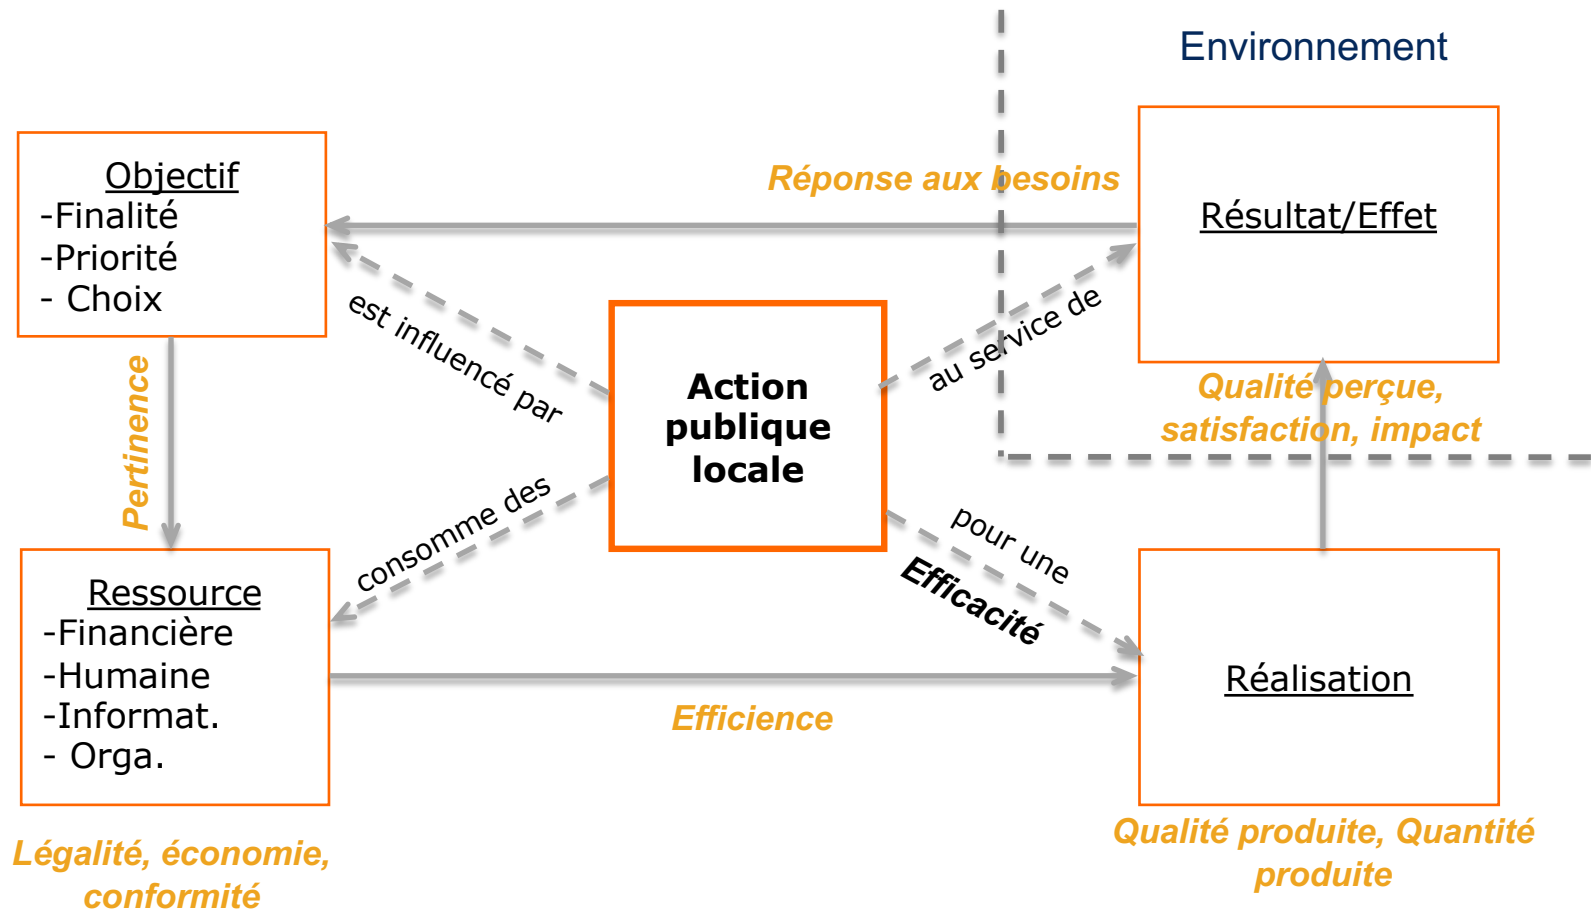 Environnement
Objectif
-Finalité
-Priorité
- Choix
Réponse aux besoins
Résultat/Effet
est influencé par
au service de
Action
publique
locale
Pertinence
Qualité perçue,
satisfaction, impact
consomme des
pour une
Efficacité
Ressource
-Financière
-Humaine
-Informat.
- Orga.
Efficience
Réalisation
Légalité, économie,
conformité
Qualité produite, Quantité
produite